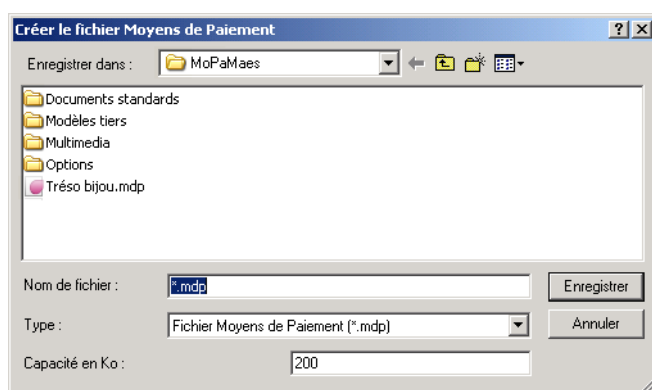 Créer le fichier Moyens de Paiement
Enregistrer dans :
MoPaMaes
Documents standards
Modèles tiers
Multimedia
Options
Tréso bijou.mdp
Nom de fichier :
*.mdp
Enregistrer
Type :
Fichier Moyens de Paiement (*.mdp)
Annuler
Capacité en Ko :
200